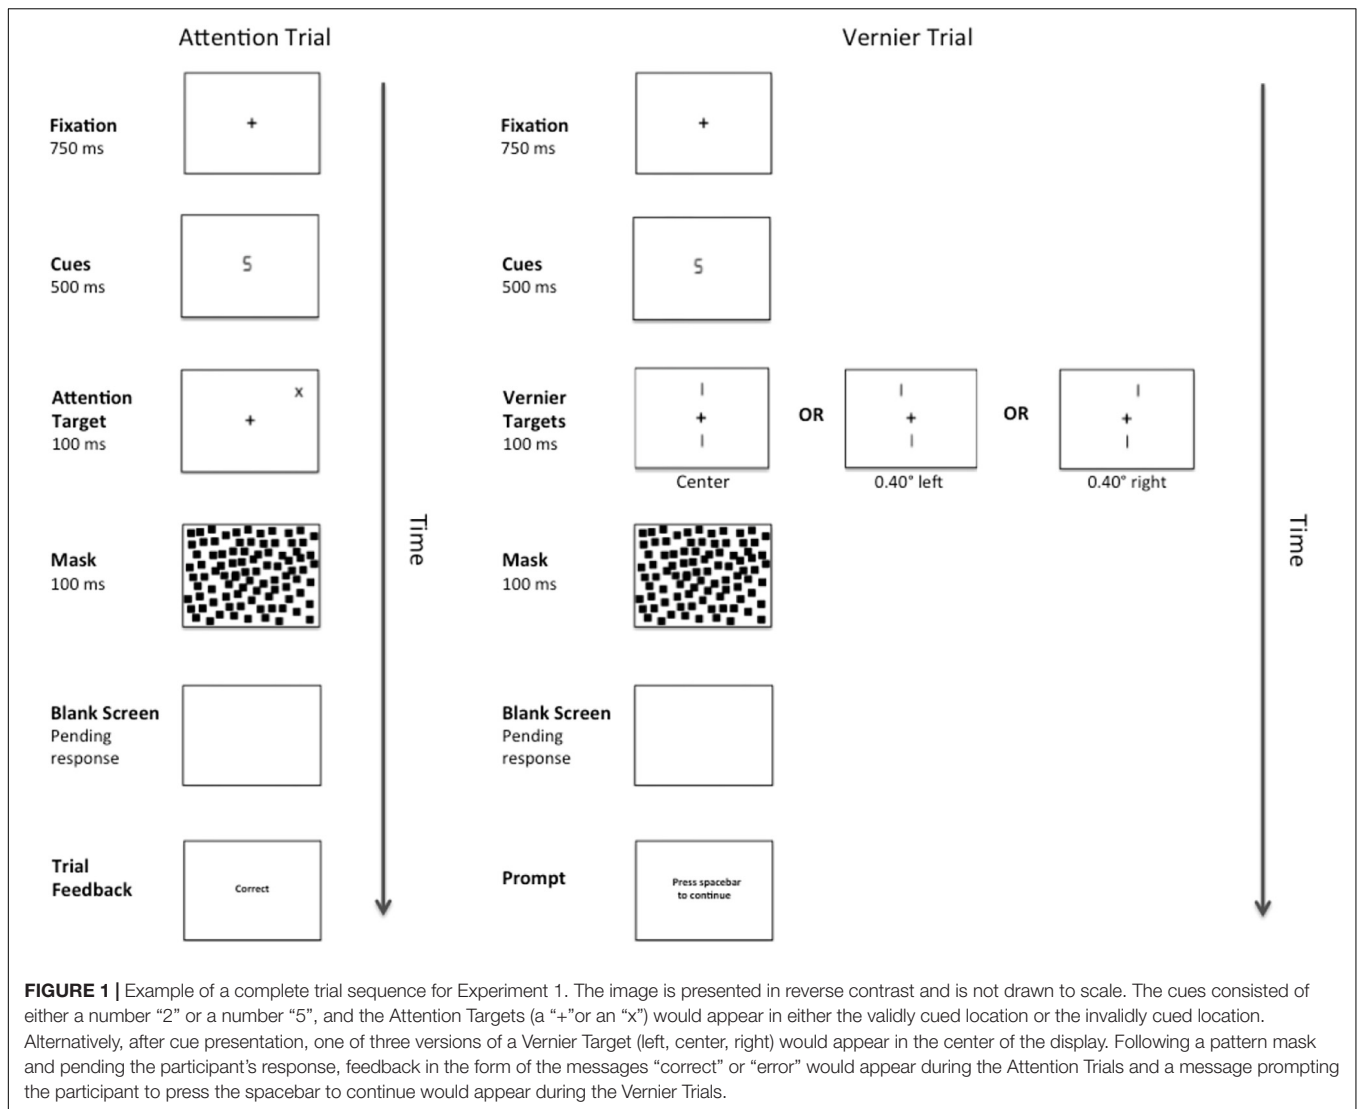 Attention Trial
Fixation
750 ms
+
Cues
500 ms
5
Attention
Target
100 ms
x
+
Mask
100 ms
Blank Screen
Pending
response
Trial
Feedback
Correct
Time
Vernier Trial
Fixation
750 ms
+
Cues
500 ms
5
Vernier
Targets
100 ms
+
Center
OR
+
0.40° left
OR
+
0.40° right
Mask
100 ms
Blank Screen
Pending
response
Prompt
Press spacebar
to continue
Time
FIGURE 1 | Example of a complete trial sequence for Experiment 1. The image is presented in reverse contrast and is not drawn to scale. The cues consisted of
either a number “2” or a number “5”, and the Attention Targets (a “+”or an “x”) would appear in either the validly cued location or the invalidly cued location.
Alternatively, after cue presentation, one of three versions of a Vernier Target (left, center, right) would appear in the center of the display. Following a pattern mask
and pending the participant’s response, feedback in the form of the messages “correct” or “error” would appear during the Attention Trials and a message prompting
the participant to press the spacebar to continue would appear during the Vernier Trials.